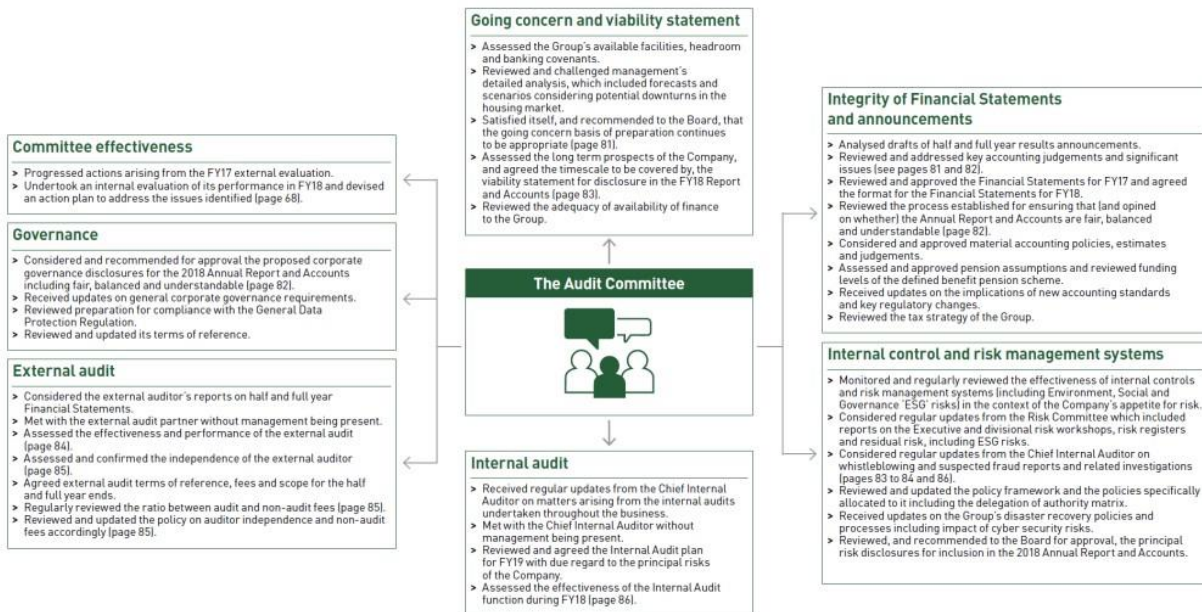 Going concern and viability statement
> Assessed the Group's available facilities, headroom
and banking covenants.
> Reviewed and challenged management's
detailed analysis, which included forecasts and
scenarios considering potential downturns in the
housing market.
> Satisfied itself, and recommended to the Board, that
the going concern basis of preparation continues
to be appropriate (page 81).
> Assessed the long term prospects of the Company,
and agreed the timescale to be covered by, the
viability statement for disclosure in the FY18 Report
and Accounts (page 83).
> Reviewed the adequacy of availability of finance
to the Group.
Committee effectiveness
> Progressed actions arising from the FY17 external evaluation.
> Undertook an internal evaluation of its performance in FY18 and devised
an action plan to address the issues identified (page 68).
Governance
> Considered and recommended for approval the proposed corporate
governance disclosures for the 2018 Annual Report and Accounts
including fair, balanced and understandable (page 82).
> Received updates on general corporate governance requirements.
> Reviewed preparation for compliance with the General Data
Protection Regulation.
> Reviewed and updated its terms of reference.
External audit
> Considered the external auditor's reports on half and full year
Financial Statements.
> Met with the external audit partner without management being present.
> Assessed the effectiveness and performance of the external audit
(page 84).
> Assessed and confirmed the independence of the external auditor
(page 85).
> Agreed external audit terms of reference, fees and scope for the half
and full year ends.
> Regularly reviewed the ratio between audit and non-audit fees (page 85).
> Reviewed and updated the policy on auditor independence and non-audit
fees accordingly (page 85).
The Audit Committee
Internal audit
> Received regular updates from the Chief Internal
Auditor on matters arising from the internal audits
undertaken throughout the business.
> Met with the Chief Internal Auditor without
management being present.
> Reviewed and agreed the Internal Audit plan
for FY19 with due regard to the principal risks
of the Company.
> Assessed the effectiveness of the Internal Audit
function during FY18 (page 86).
Integrity of Financial Statements
and announcements
> Analysed drafts of half and full year results announcements.
> Reviewed and addressed key accounting judgements and significant
issues (see pages 81 and 82).
> Reviewed and approved the Financial Statements for FY17 and agreed
the format for the Financial Statements for FY18.
> Reviewed the process established for ensuring that (and opined
on whether) the Annual Report and Accounts are fair, balanced
and understandable (page 82).
> Considered and approved material accounting policies, estimates
and judgements.
> Assessed and approved pension assumptions and reviewed funding
levels of the defined benefit pension scheme.
> Received updates on the implications of new accounting standards
and key regulatory changes.
> Reviewed the tax strategy of the Group.
Internal control and risk management systems
> Monitored and regularly reviewed the effectiveness of internal controls
and risk management systems (including Environment, Social and
Governance 'ESG' risks) in the context of the Company's appetite for risk.
> Considered regular updates from the Risk Committee which included
reports on the Executive and divisional risk workshops, risk registers
and residual risk, including ESG risks.
> Considered regular updates from the Chief Internal Auditor on
whistleblowing and suspected fraud reports and related investigations
(pages 83 to 84 and 86).
> Reviewed and updated the policy framework and the policies specifically
allocated to it including the delegation of authority matrix.
> Received updates on the Group's disaster recovery policies and
processes including impact of cyber security risks.
> Reviewed, and recommended to the Board for approval, the principal
risk disclosures for inclusion in the 2018 Annual Report and Accounts.